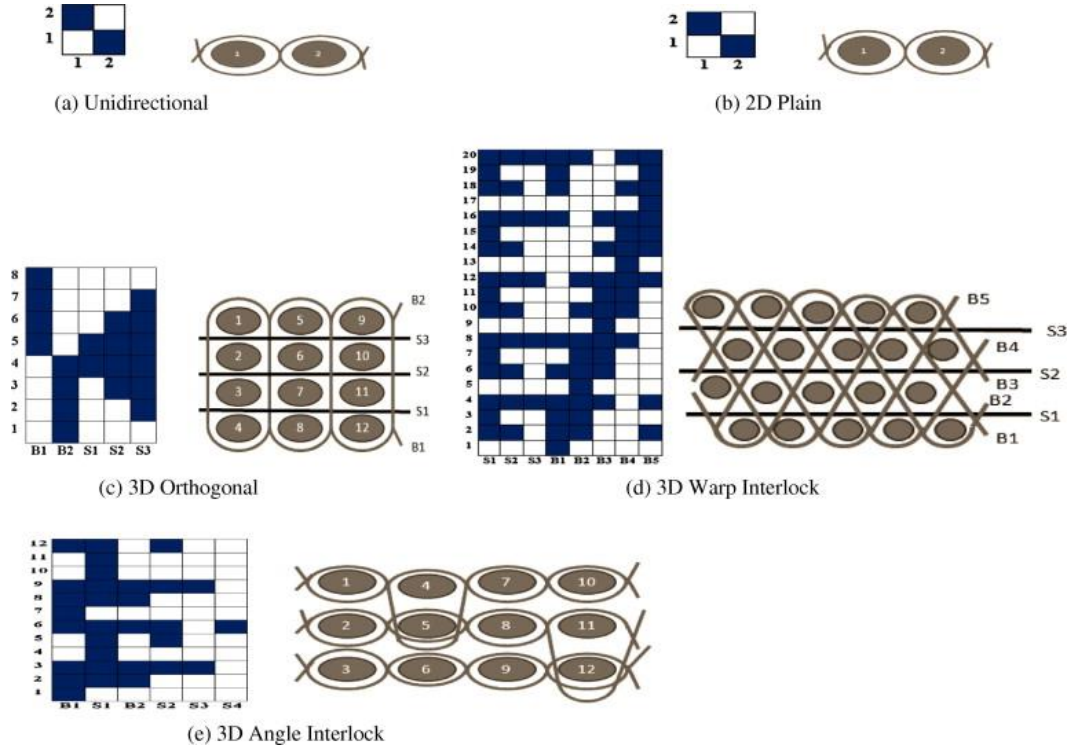 2
1
1 2
1 2
(a) Unidirectional
2
1
1 2
1 2
(b) 2D Plain
8
7
6
5
4
3
2
1
B1 B2 S1 S2 S3
1 5 9
2 6 10
3 7 11
4 8 12
B2
S3
S2
S1
B1
(c) 3D Orthogonal
20
19
18
17
16
15
14
13
12
11
10
9
8
7
6
5
4
3
2
1
S1 S2 S3 B1 B2 B3 B4 B5
B5
S3
B4
S2
B3
B2
S1
B1
(d) 3D Warp Interlock
12
11
10
9
8
7
6
5
4
3
2
1
B1 S1 B2 S2 S3 S4
1 4 7 10
2 5 8 11
3 6 9 12
(e) 3D Angle Interlock